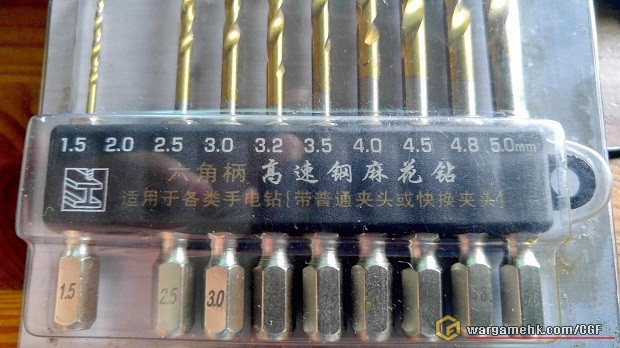 1.5 2.0 2.5 3.0 3.2 3.5 4.0 4.5 4.8 5.0mm
六角柄 高速钢麻花钻
适用于各类手电钻[带普通夹头或快换夹头]
1.5 2.5 3.0
wargamehk.com/CGF